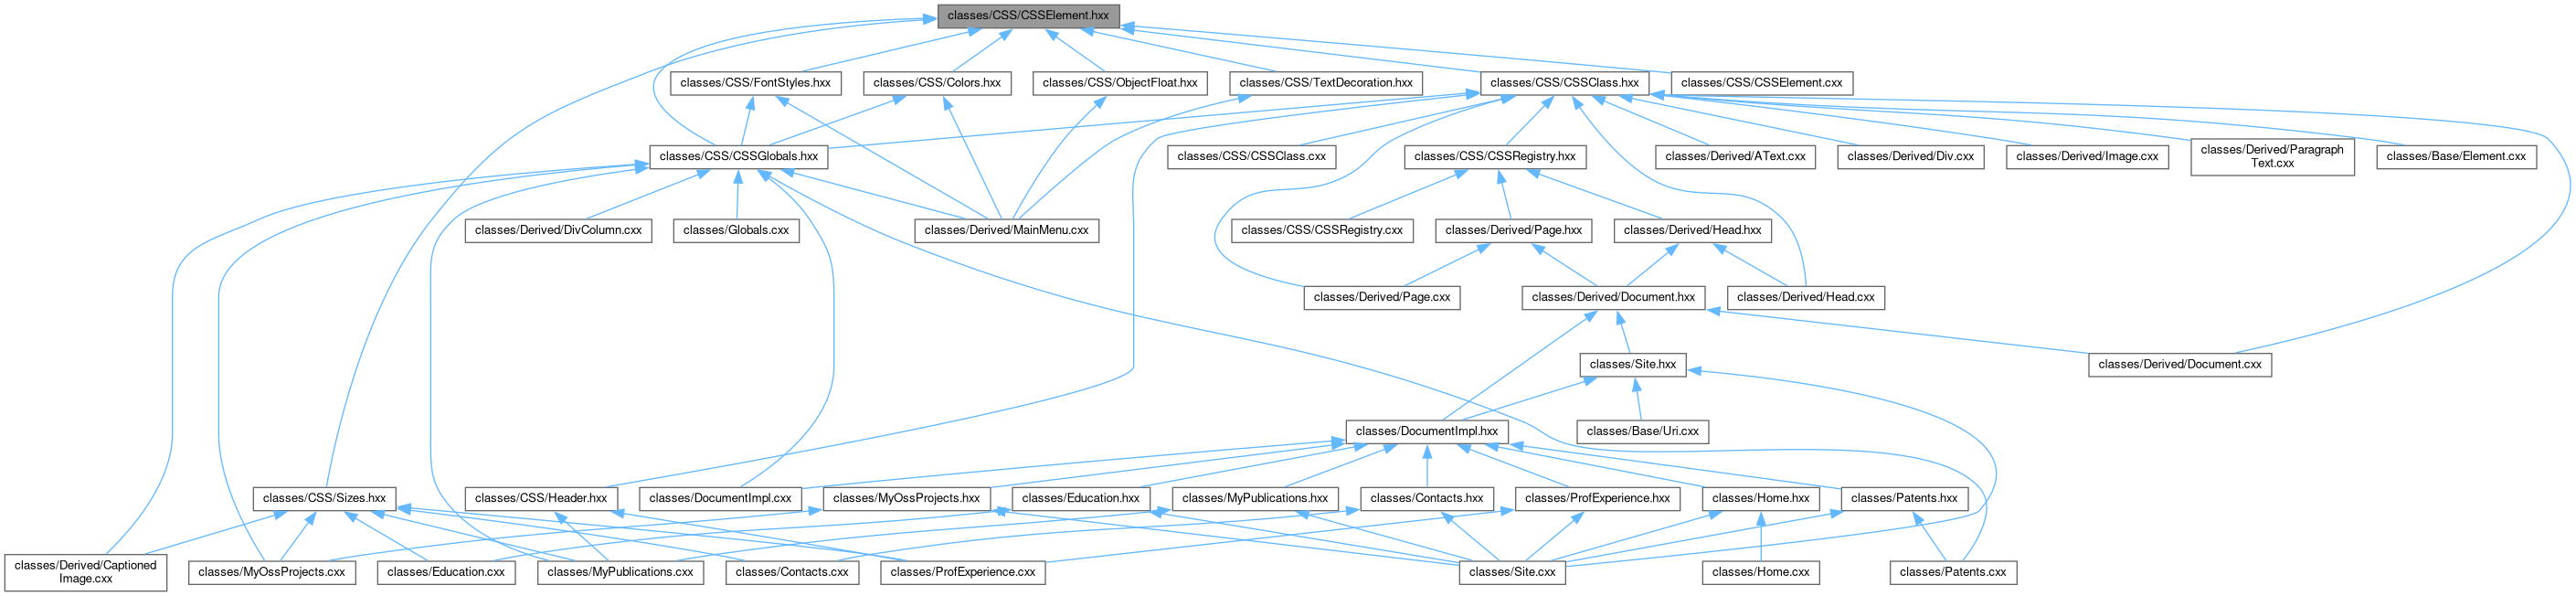 classes/CSS/CSSElement.hxx
classes/CSS/FontStyles.hxx
classes/CSS/Colors.hxx
classes/CSS/ObjectFloat.hxx
classes/CSS/TextDecoration.hxx
classes/CSS/CSSClass.hxx
classes/CSS/CSSElement.cxx
classes/CSS/CSSGlobals.hxx
classes/CSS/CSSClass.cxx
classes/CSS/CSSRegistry.hxx
classes/Derived/AText.cxx
classes/Derived/Div.cxx
classes/Derived/Image.cxx
classes/Derived/Paragraph
Text.cxx
classes/Base/Element.cxx
classes/Derived/DivColumn.cxx
classes/Globals.cxx
classes/Derived/MainMenu.cxx
classes/CSS/CSSRegistry.cxx
classes/Derived/Page.hxx
classes/Derived/Head.hxx
classes/Derived/Page.cxx
classes/Derived/Document.hxx
classes/Derived/Head.cxx
classes/Site.hxx
classes/Derived/Document.cxx
classes/DocumentImpl.hxx
classes/Base/Uri.cxx
classes/CSS/Sizes.hxx
classes/CSS/Header.hxx
classes/DocumentImpl.cxx
classes/MyOssProjects.hxx
classes/Education.hxx
classes/MyPublications.hxx
classes/Contacts.hxx
classes/ProfExperience.hxx
classes/Home.hxx
classes/Patents.hxx
classes/Derived/Captioned
Image.cxx
classes/MyOssProjects.cxx
classes/Education.cxx
classes/MyPublications.cxx
classes/Contacts.cxx
classes/ProfExperience.cxx
classes/Site.cxx
classes/Home.cxx
classes/Patents.cxx